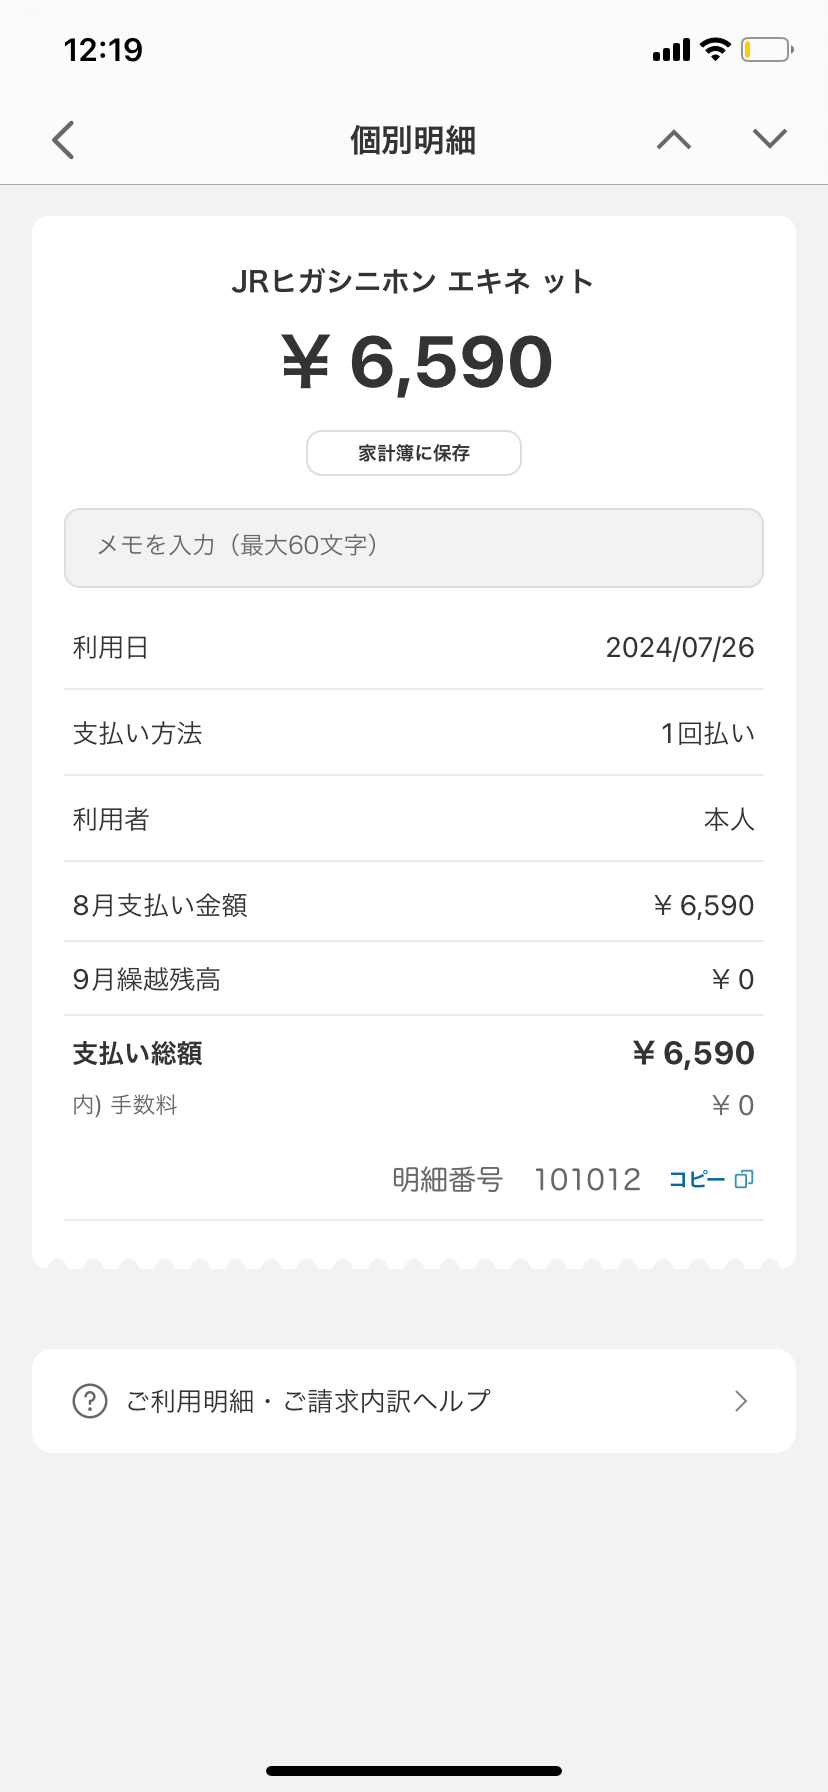 12:19
個別明細
JRヒガシニホン エキネ ット
¥ 6,590
家計簿に保存
メモを入力（最大60文字）
利用日 2024/07/26
支払い方法 1回払い
利用者 本人
8月支払い金額 ¥ 6,590
9月繰越残高 ¥ 0
支払い総額 ¥ 6,590
内) 手数料 ¥ 0
明細番号 101012 コピー
ご利用明細・ご請求内訳ヘルプ